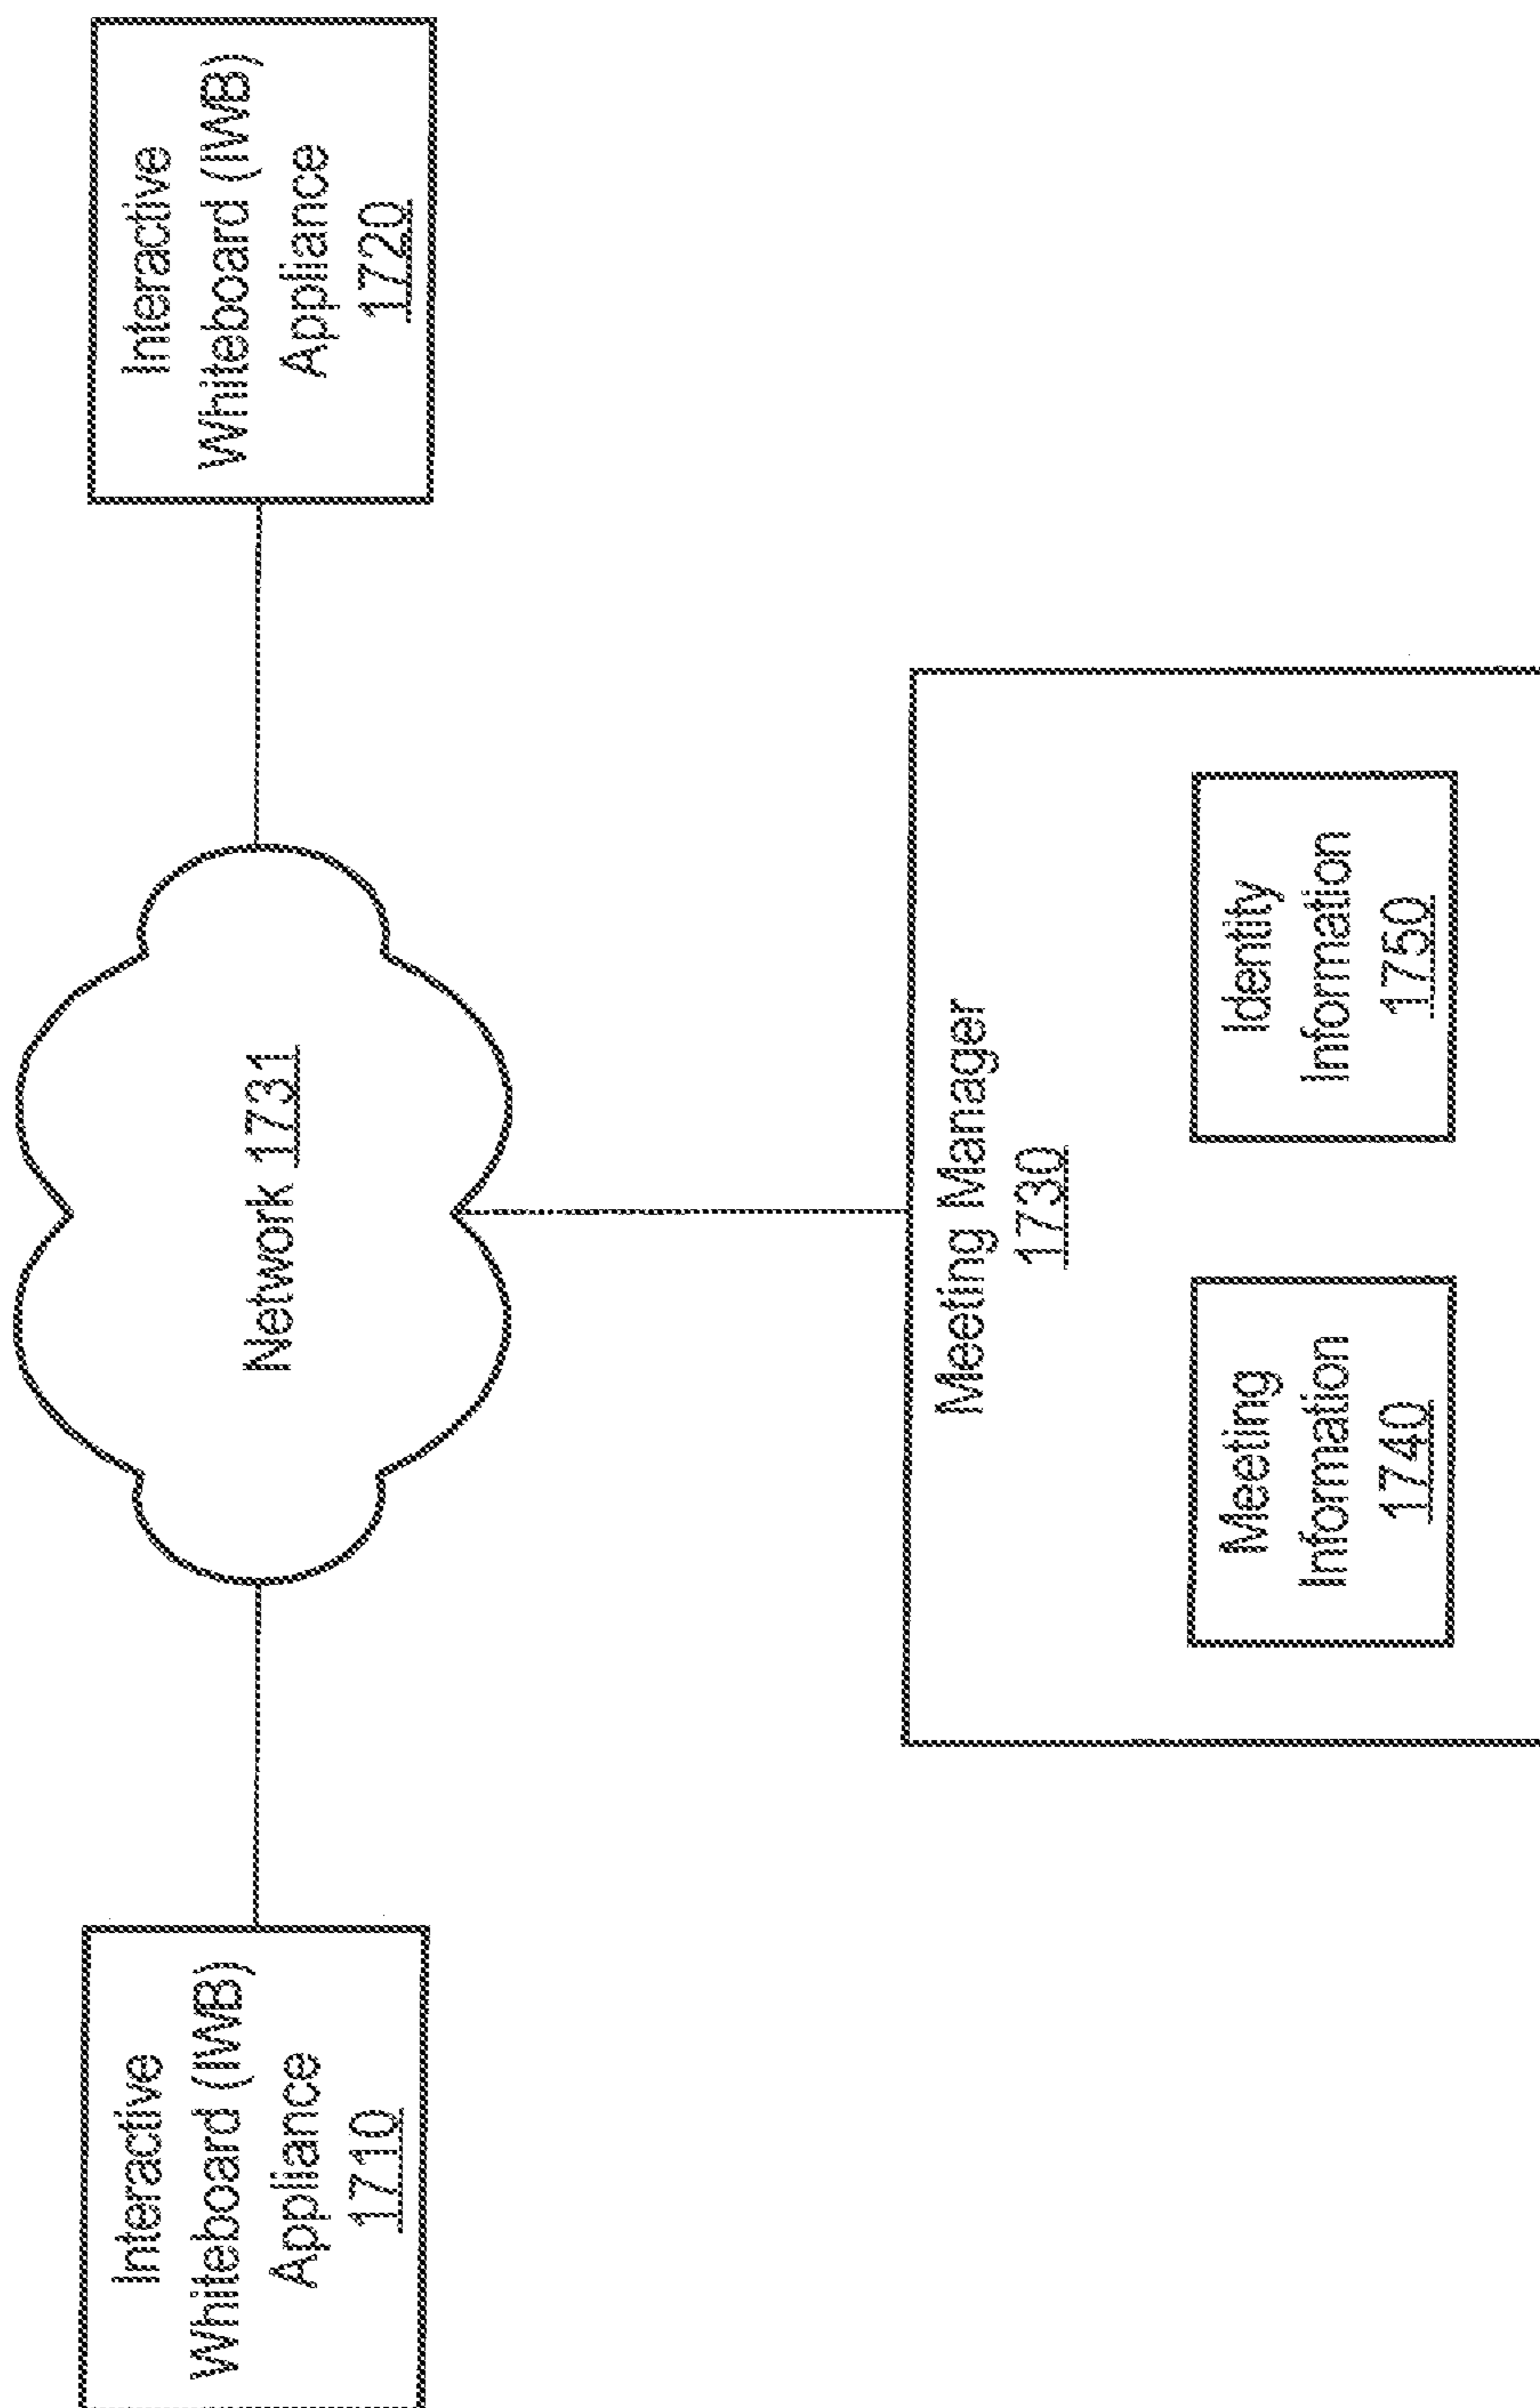 Interactive
Whiteboard (IWB)
Appliance
1710
Network 1731
Interactive
Whiteboard (IWB)
Appliance
1720
Meeting Manager
1730
Meeting
Information
1740
Identity
Information
1750